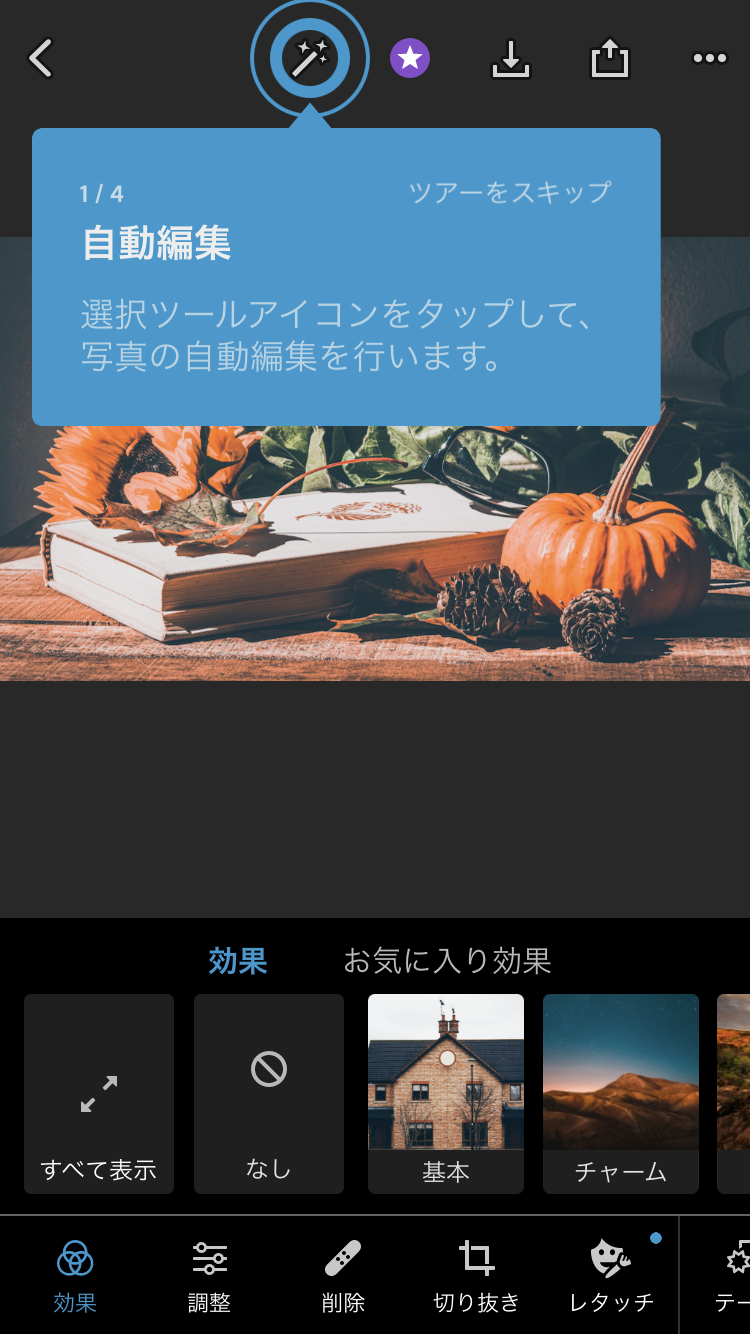 1 / 4
ツアーをスキップ
自動編集
選択ツールアイコンをタップして、
写真の自動編集を行います。
効果
お気に入り効果
すべて表示
なし
基本
チャーム
効果
調整
削除
切り抜き
レタッチ
テー